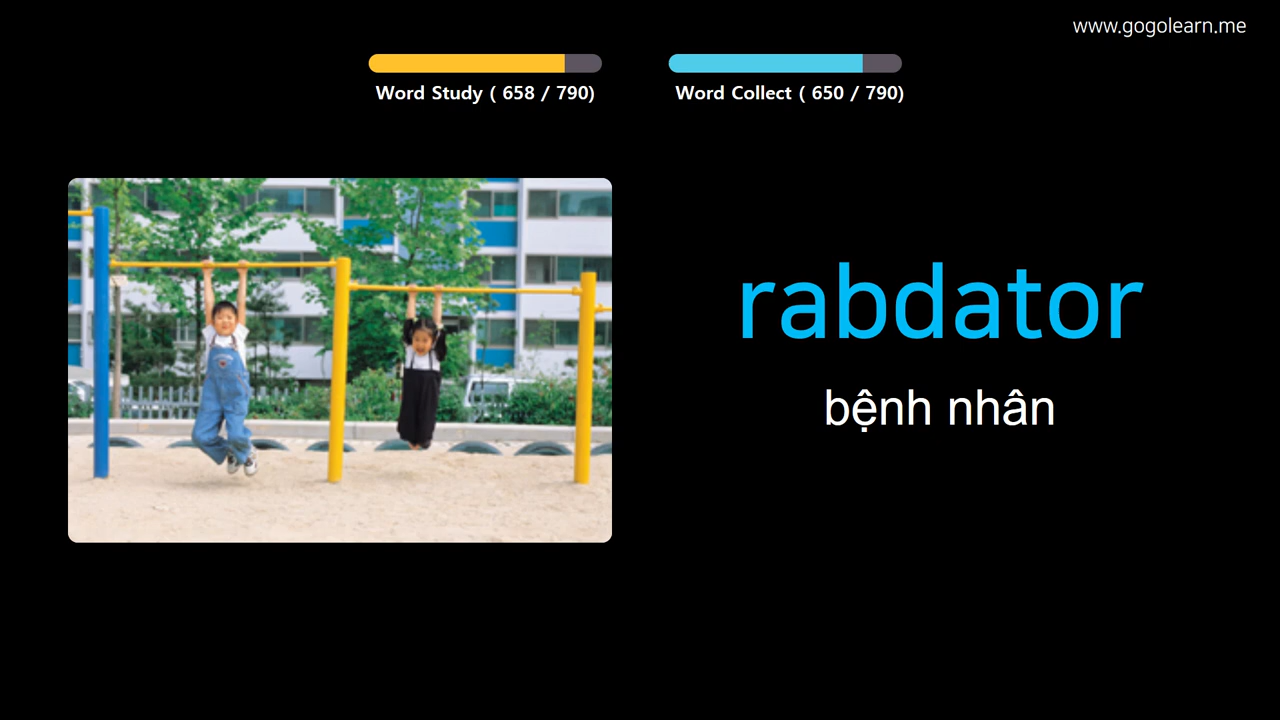 www.gogolearn.me
Word Study ( 658 / 790)
Word Collect ( 650 / 790)
rabdator
bệnh nhân